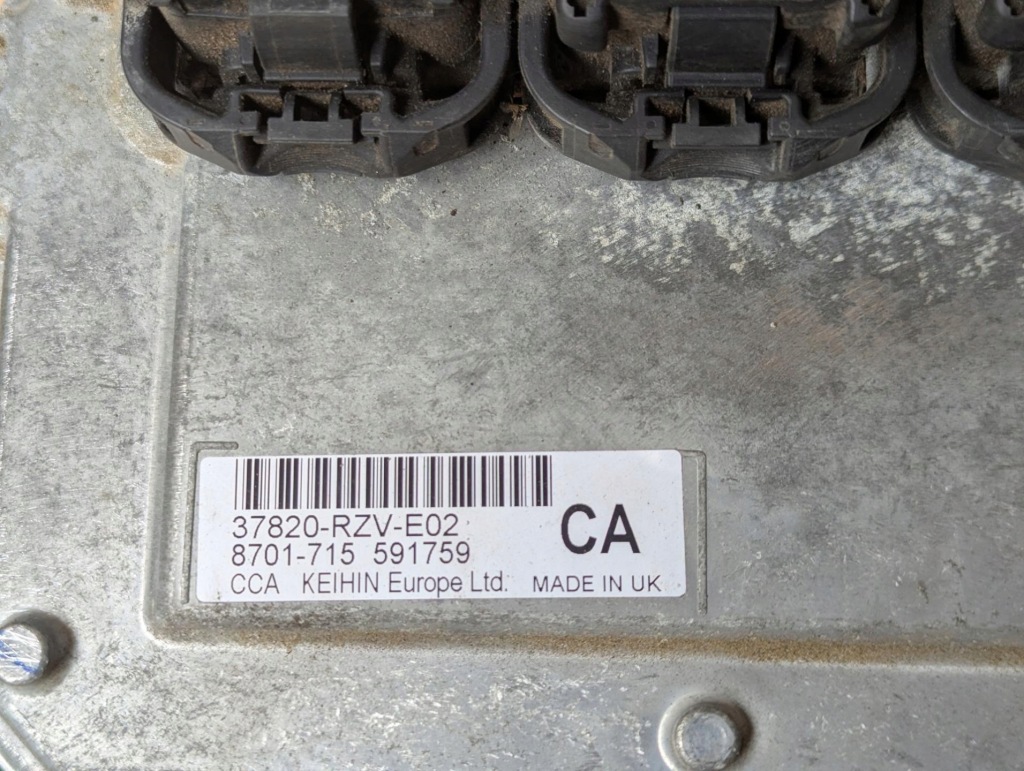 37820-RZV-E02
8701-715 591759
CA
CCA KEIHIN Europe Ltd. MADE IN UK